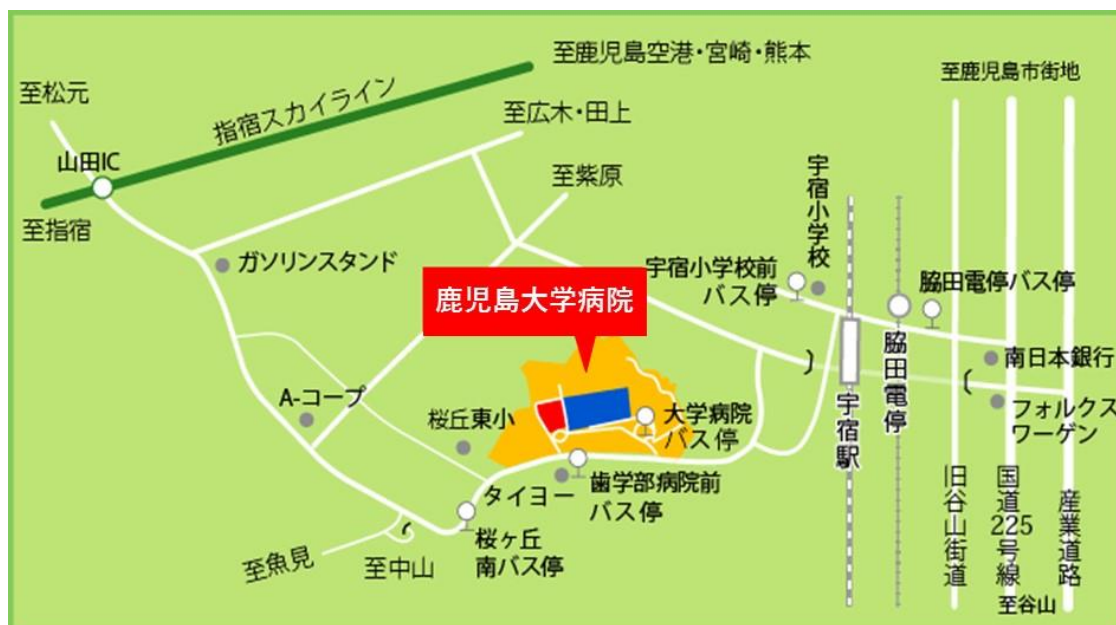 至鹿児島空港・宮崎・熊本
至鹿児島市街地
至松元
指宿スカイライン
至広木・田上
山田IC
至紫原
至指宿
ガソリンスタンド
宇宿小学校
宇宿小学校前
バス停
脇田電停バス停
鹿児島大学病院
脇田電停
南日本銀行
A-コープ
桜丘東小
大学病院
バス停
宇宿駅
フォルクス
ワーゲン
タイヨー
歯学部病院前
バス停
旧谷山街道
国道225号線
産業道路
至魚見
至中山
桜ヶ丘
南バス停
至谷山